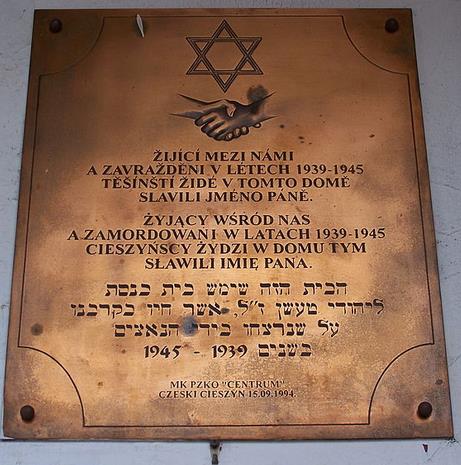 ŽIJÍCÍ MEZI NÁMI
A ZAVRAŽDĚNI V LÉTECH 1939-1945
TĚŠÍNŠTÍ ŽIDÉ V TOMTO DOMĚ
SLAVILI JMÉNO PÁNĚ.
ŻYJĄCY WŚRÓD NAS
A ZAMORDOWANI W LATACH 1939-1945
CIESZYŃSCY ŻYDZI W DOMU TYM
SŁAWILI IMIĘ PANA.
הבית הזה שימש בית כנסת
ליהודי טעשן ז"ל, אשר חיו בקרבנו
על שנרצחו בידי הנאצים
בשנים 1939 - 1945
MK PZKO "CENTRUM"
CZESKI CIESZYN 15.09.1994.